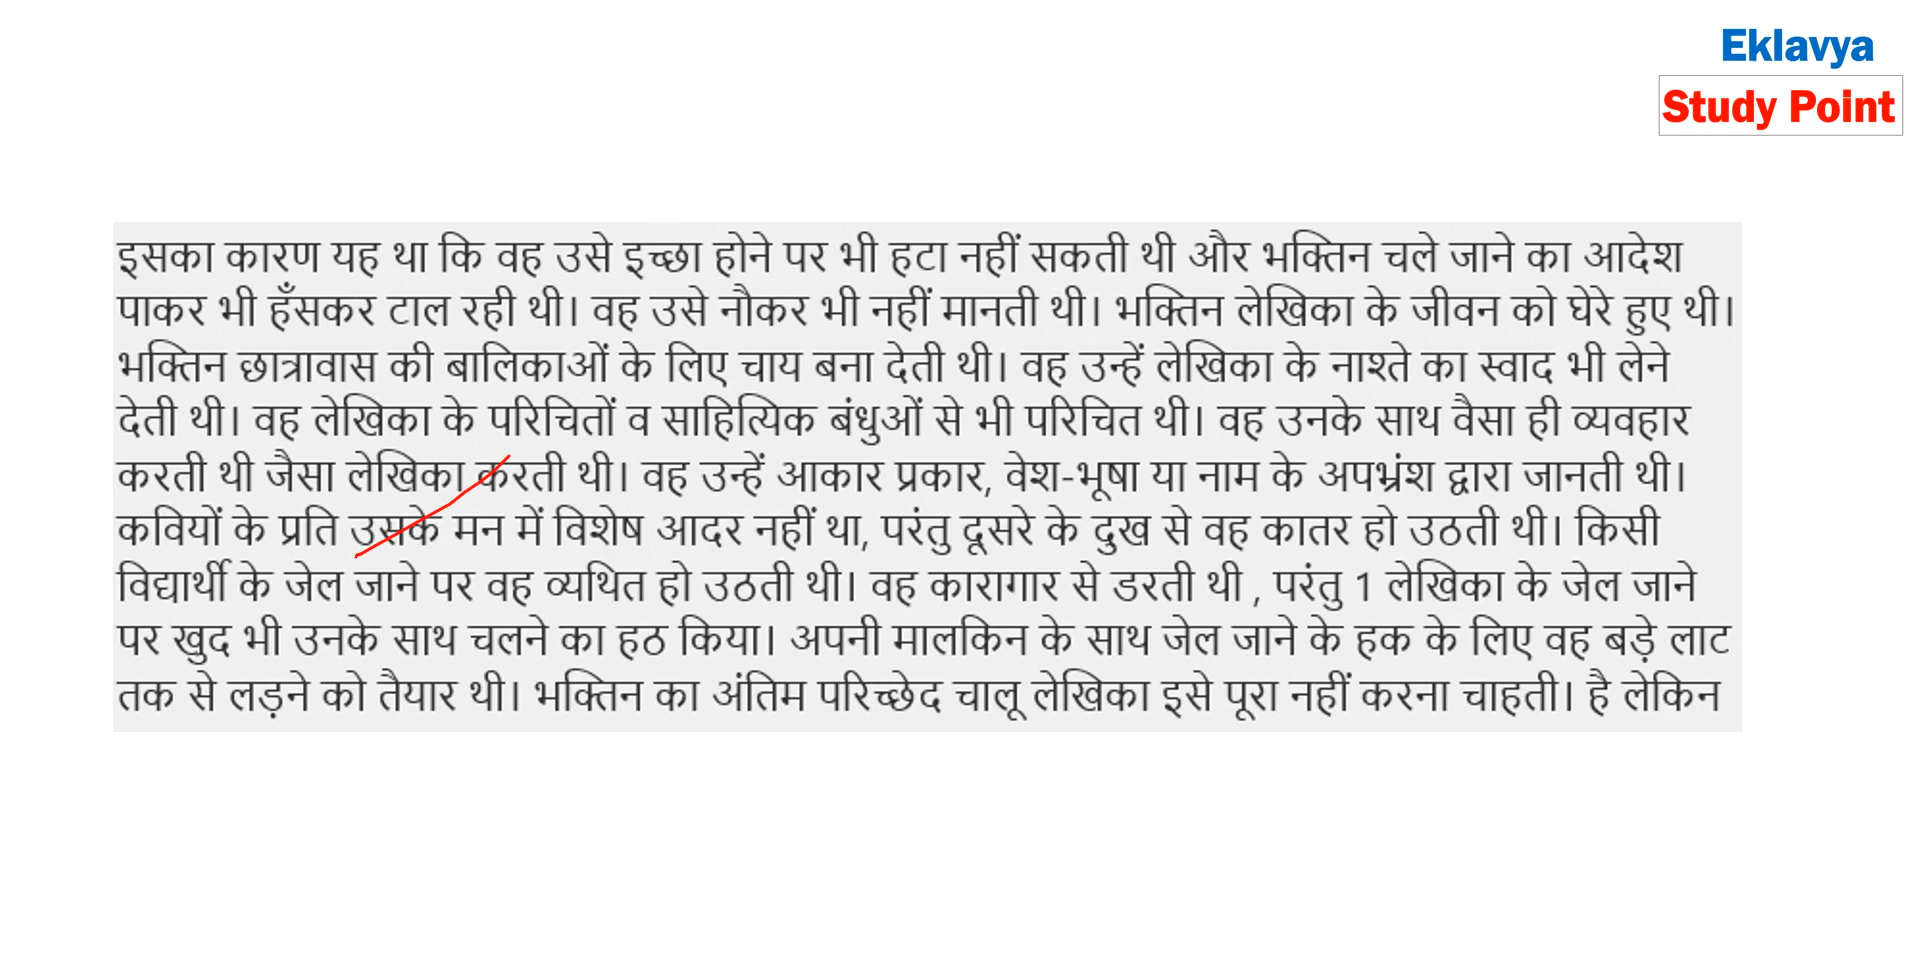 Eklavya
Study Point
इसका कारण यह था कि वह उसे इच्छा होने पर भी हटा नहीं सकती थी और भक्तिन चले जाने का आदेश
पाकर भी हँसकर टाल रही थी। वह उसे नौकर भी नहीं मानती थी। भक्तिन लेखिका के जीवन को घेरे हुए थी।
भक्तिन छात्रावास की बालिकाओं के लिए चाय बना देती थी। वह उन्हें लेखिका के नाश्ते का स्वाद भी लेने
देती थी। वह लेखिका के परिचितों व साहित्यिक बंधुओं से भी परिचित थी। वह उनके साथ वैसा ही व्यवहार
करती थी जैसा लेखिका करती थी। वह उन्हें आकार प्रकार, वेश-भूषा या नाम के अपभ्रंश द्वारा जानती थी।
कवियों के प्रति उसके मन में विशेष आदर नहीं था, परंतु दूसरे के दुख से वह कातर हो उठती थी। किसी
विद्यार्थी के जेल जाने पर वह व्यथित हो उठती थी। वह कारागार से डरती थी , परंतु 1 लेखिका के जेल जाने
पर खुद भी उनके साथ चलने का हठ किया। अपनी मालकिन के साथ जेल जाने के हक के लिए वह बड़े लाट
तक से लड़ने को तैयार थी। भक्तिन का अंतिम परिच्छेद चालू लेखिका इसे पूरा नहीं करना चाहती। है लेकिन